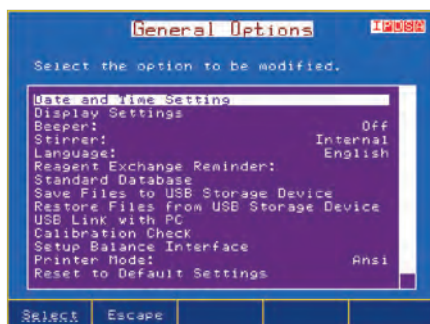 General Options
IPDSA
Select the option to be modified.
Date and Time Setting
Display Settings
Beeper: Off
Stirrer: Internal
Language: English
Reagent Exchange Reminder:
Standard Database
Save Files to USB Storage Device
Restore Files from USB Storage Device
USB Link with PC
Calibration Check
Setup Balance Interface
Printer Mode: Ansi
Reset to Default Settings
Select Escape